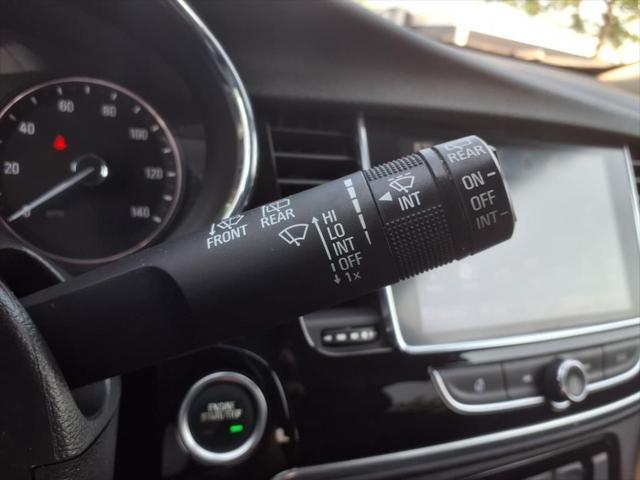 20
40
60
80
100
120
140
FRONT
REAR
HI
LO
INT
OFF
1x
INT
REAR
ON
OFF
INT
ENGINE
START/STOP